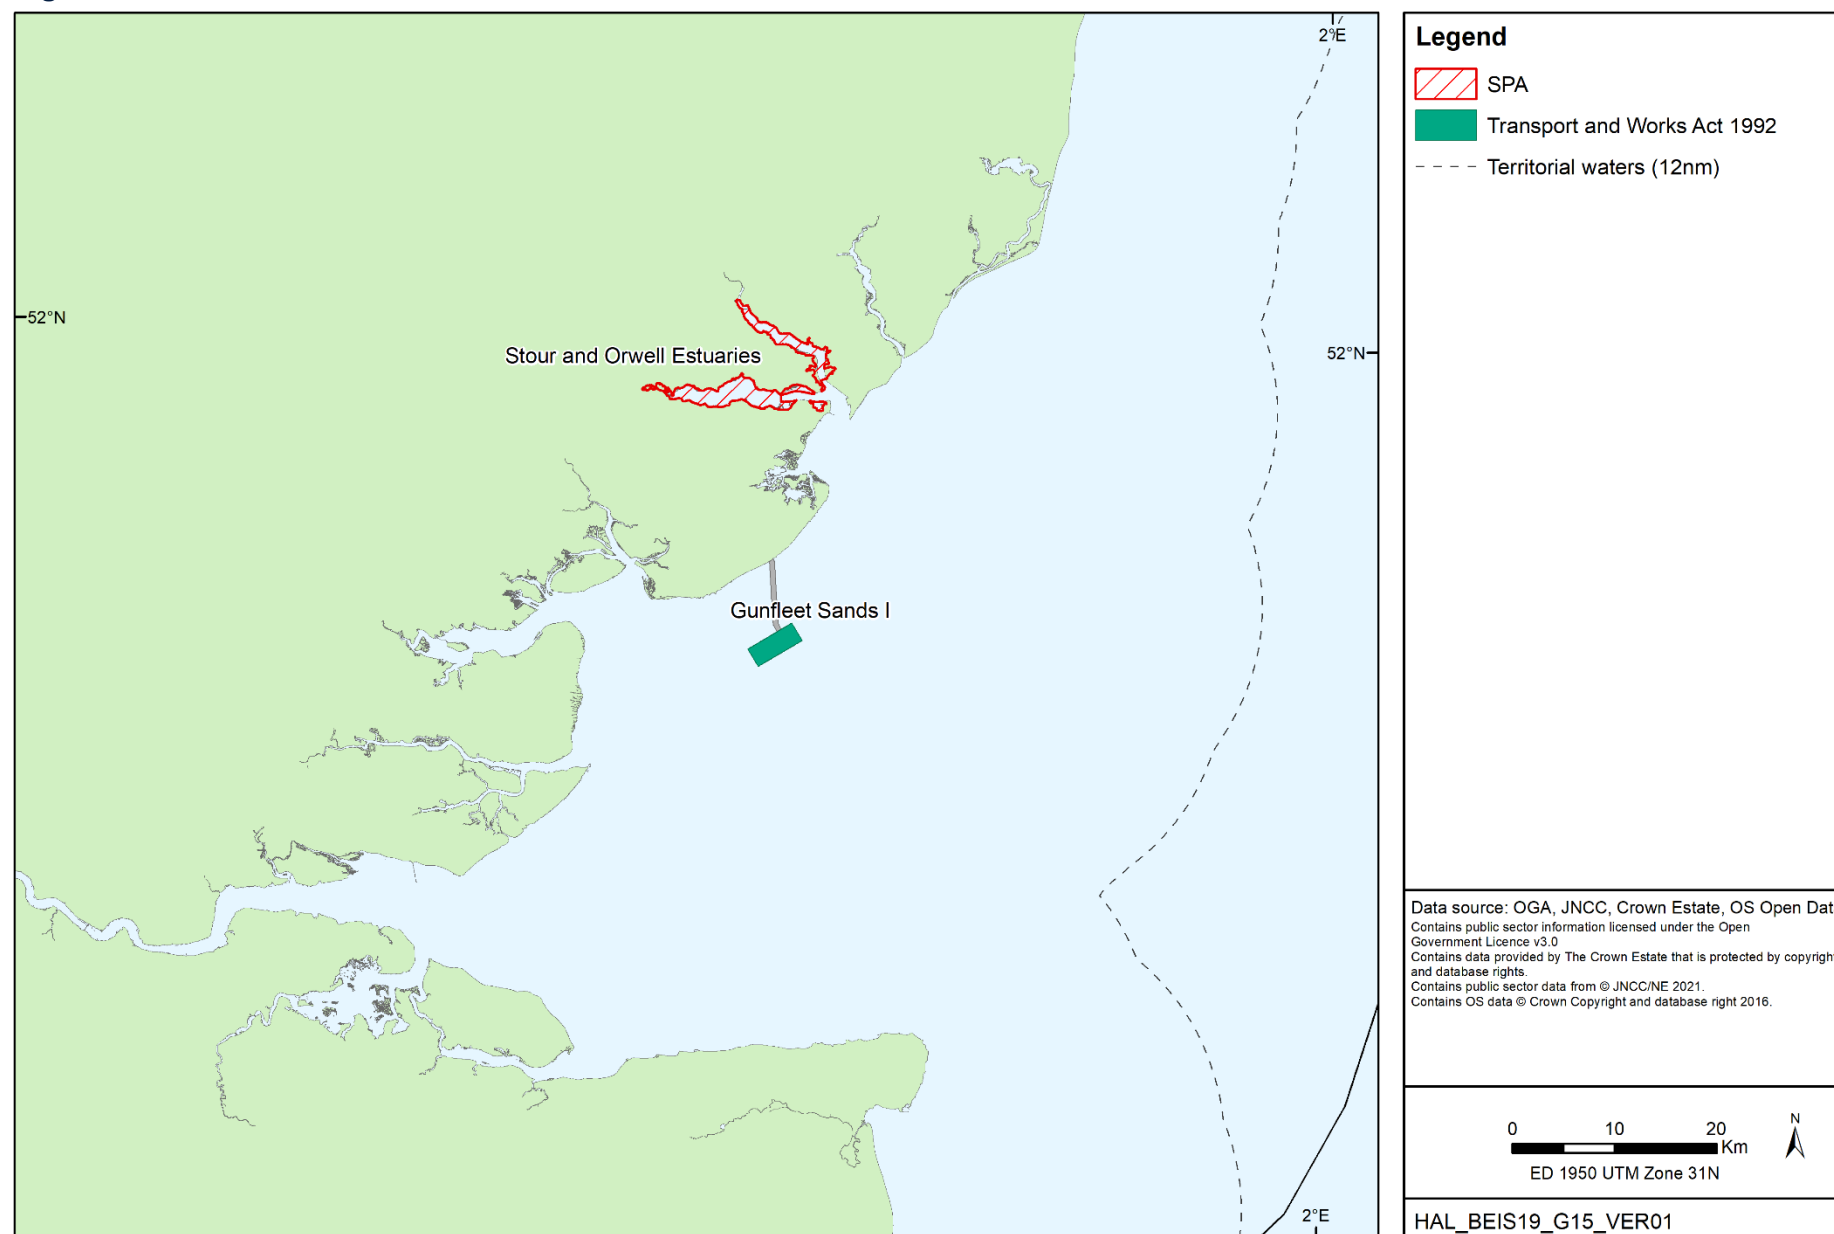 2°E
52°N
Stour and Orwell Estuaries
52°N
Gunfleet Sands I
2°E
Legend
SPA
Transport and Works Act 1992
Territorial waters (12nm)
Data source: OGA, JNCC, Crown Estate, OS Open Dat
Contains public sector information licensed under the Open
Government Licence v3.0
Contains data provided by The Crown Estate that is protected by copyright
and database rights.
Contains public sector data from © JNCC/NE 2021.
Contains OS data © Crown Copyright and database right 2016.
0 10 20
Km
N
ED 1950 UTM Zone 31N
HAL_BEIS19_G15_VER01